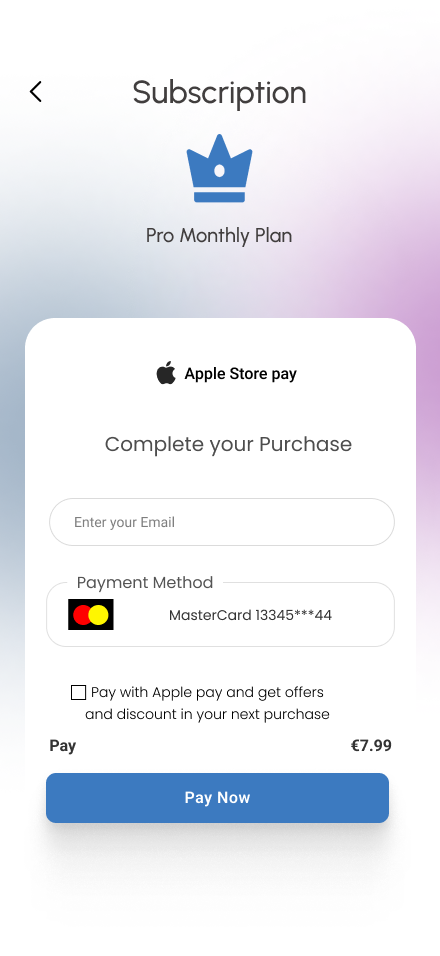 Subscription
Pro Monthly Plan
Apple Store pay
Complete your Purchase
Enter your Email
Payment Method
MasterCard 13345***44
Pay with Apple pay and get offers
and discount in your next purchase
Pay €7.99
Pay Now